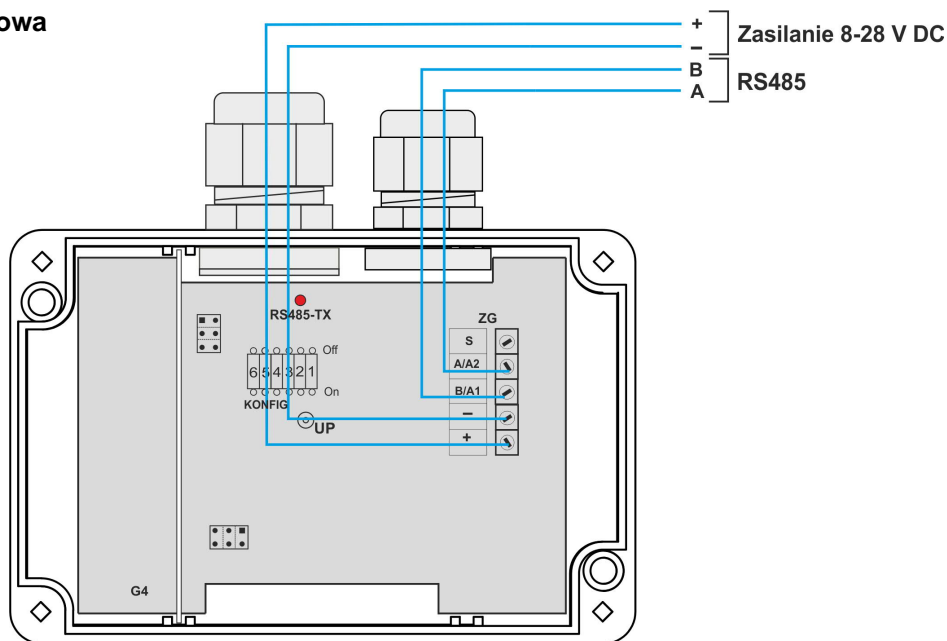 owa
+
Zasilanie 8-28 V DC
–
B
RS485
A
RS485-TX
ZG
S
Off
A/A2
6 5 4 3 2 1
B/A1
On
KONFIG
–
UP
+
G4